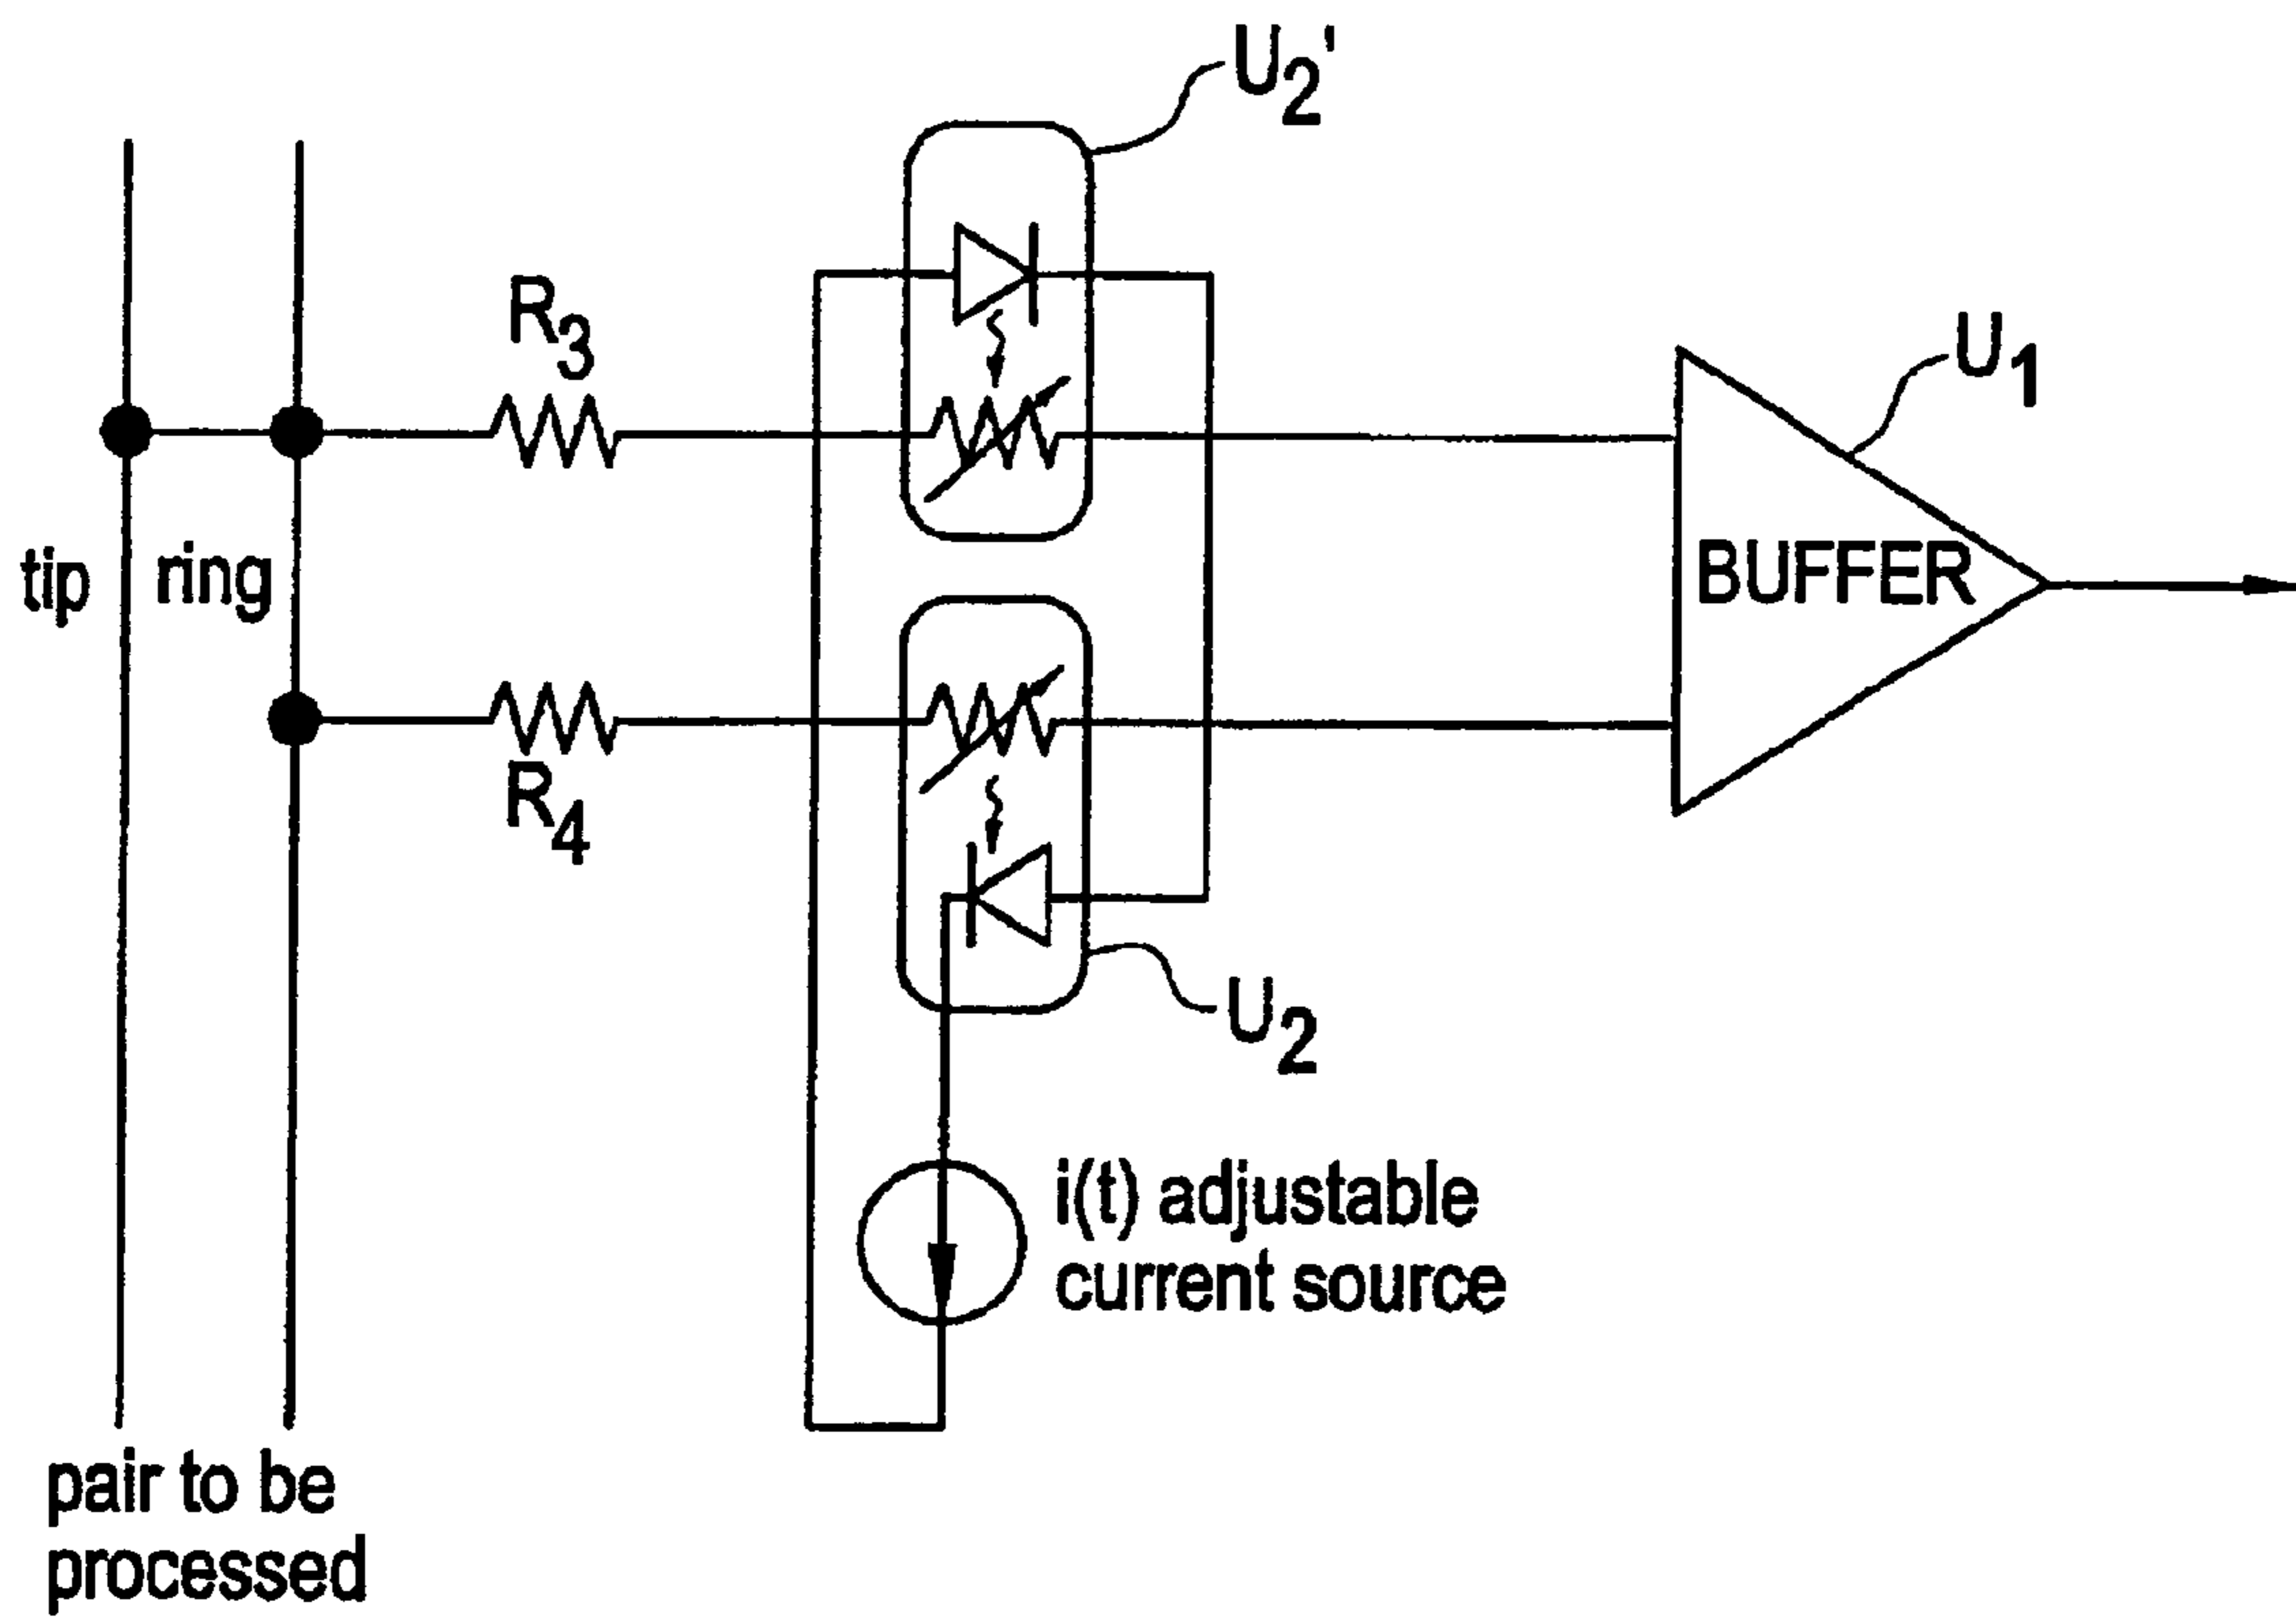 U2'
R3
U1
tip
ring
BUFFER
R4
U2
i(t) adjustable
current source
pair to be
processed